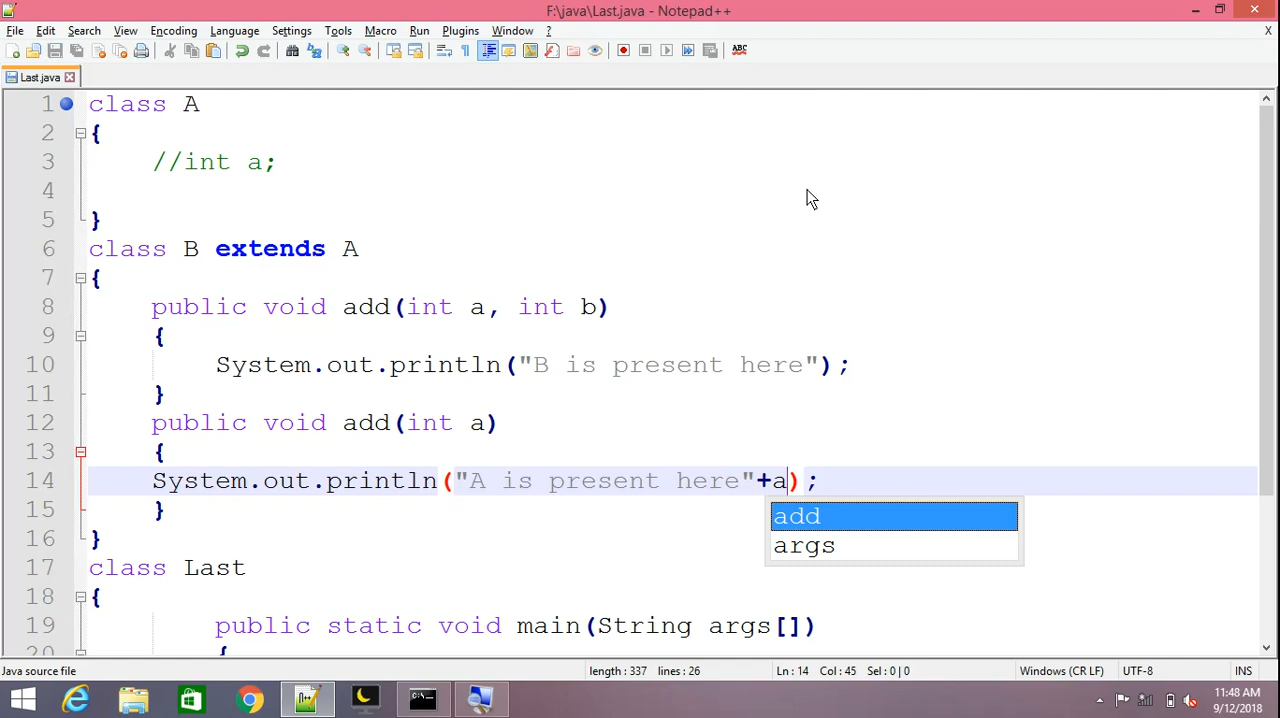 F:\java\Last.java - Notepad++
File Edit Search View Encoding Language Settings Tools Macro Run Plugins Window ? X
ABC
Last.java
1 class A
2 {
3 //int a;
4
5 }
6 class B extends A
7 {
8 public void add(int a, int b)
9 {
10 System.out.println("B is present here");
11 }
12 public void add(int a)
13 {
14 System.out.println("A is present here"+a);
15 }
add
16 }
args
17 class Last
18 {
19 public static void main(String args[])
20 {
Java source file length : 337 lines : 26 Ln : 14 Col : 45 Sel : 0 | 0 Windows (CR LF) UTF-8 INS
11:48 AM
9/12/2018